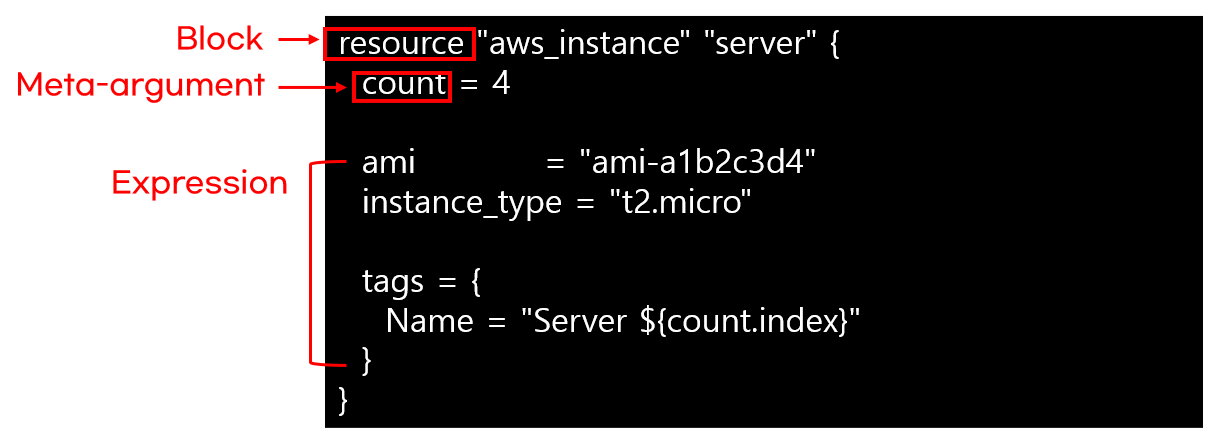 Block
resource "aws_instance" "server" {
Meta-argument
count = 4
ami = "ami-a1b2c3d4"
Expression
instance_type = "t2.micro"
tags = {
Name = "Server ${count.index}"
}
}